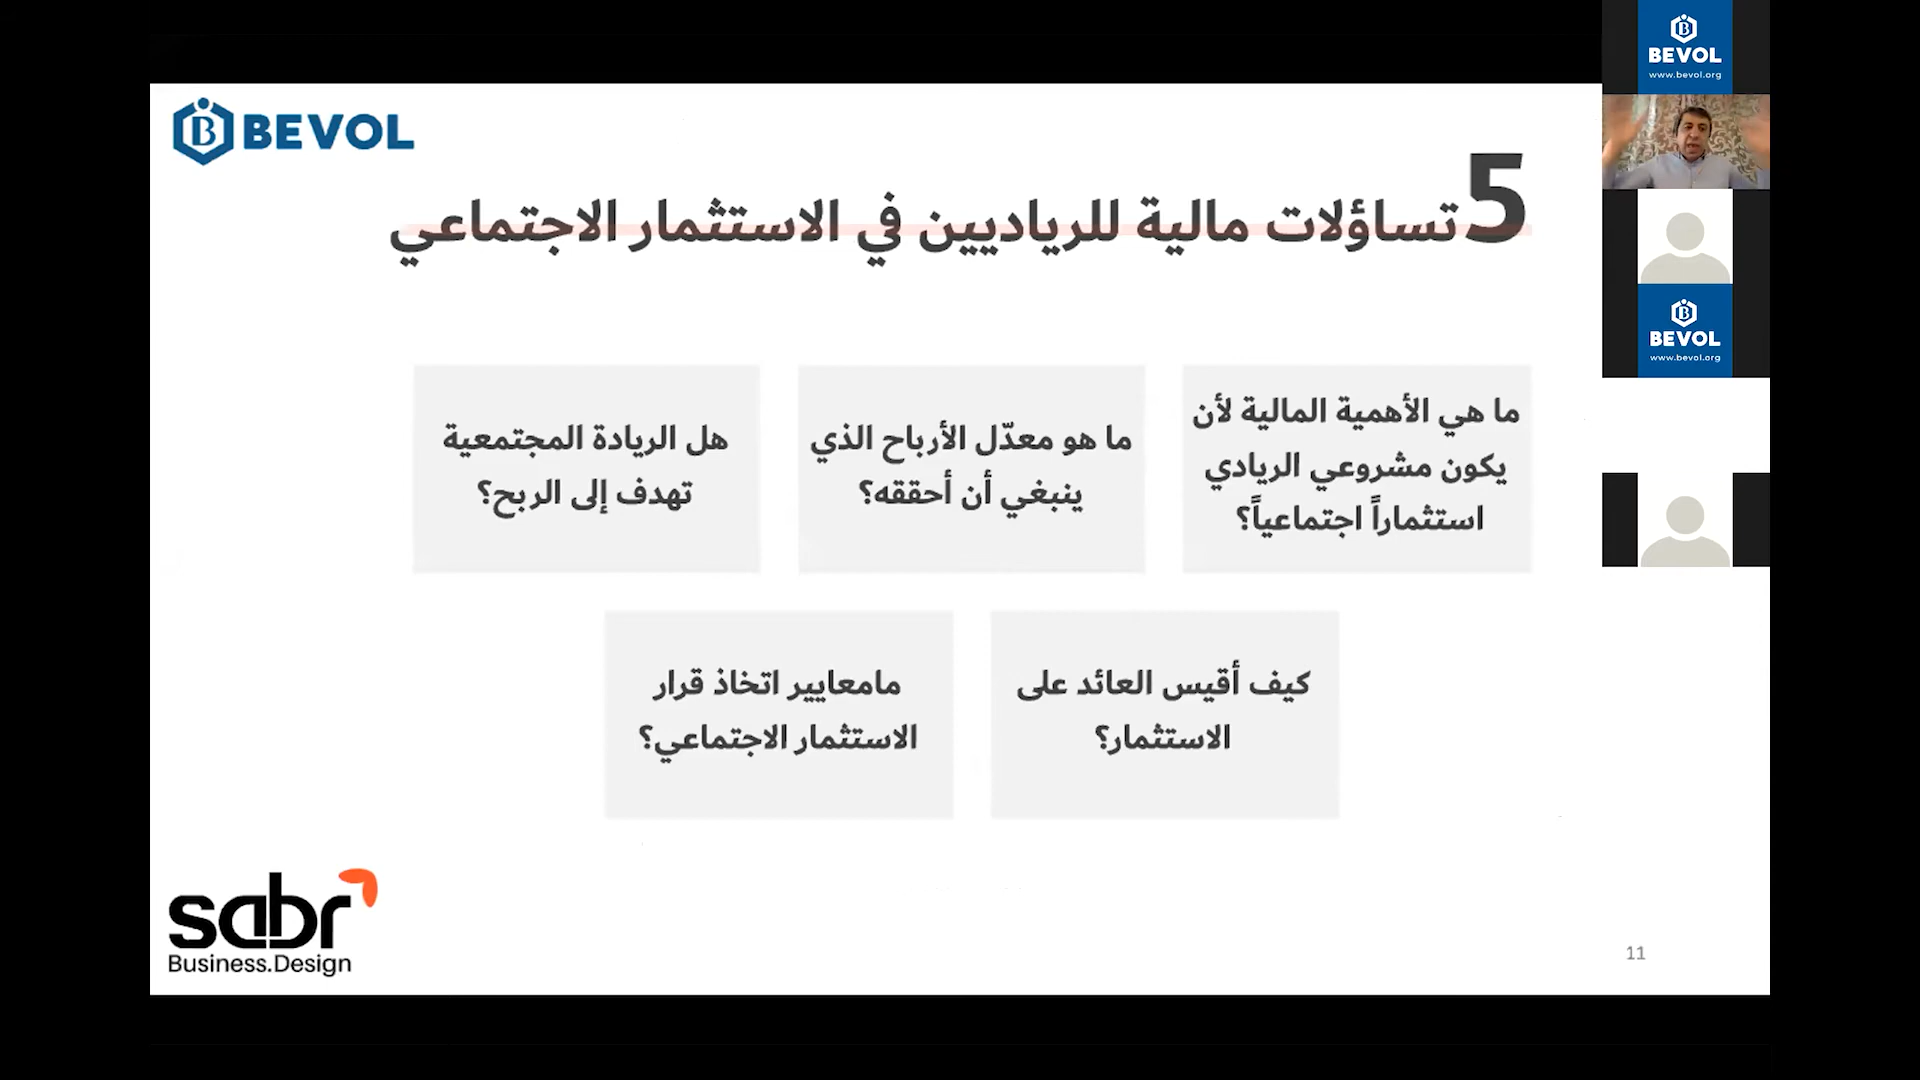 BEVOL
5 تساؤلات مالية للرياديين في الاستثمار الاجتماعي
ما هي الأهمية المالية لأن
يكون مشروعي الريادي
استثماراً اجتماعياً؟
ما هو معدّل الأرباح الذي
ينبغي أن أحققه؟
هل الريادة المجتمعية
تهدف إلى الربح؟
كيف أقيس العائد على
الاستثمار؟
مامعايير اتخاذ قرار
الاستثمار الاجتماعي؟
sabr
Business.Design
11
BEVOL
www.bevol.org
BEVOL
www.bevol.org